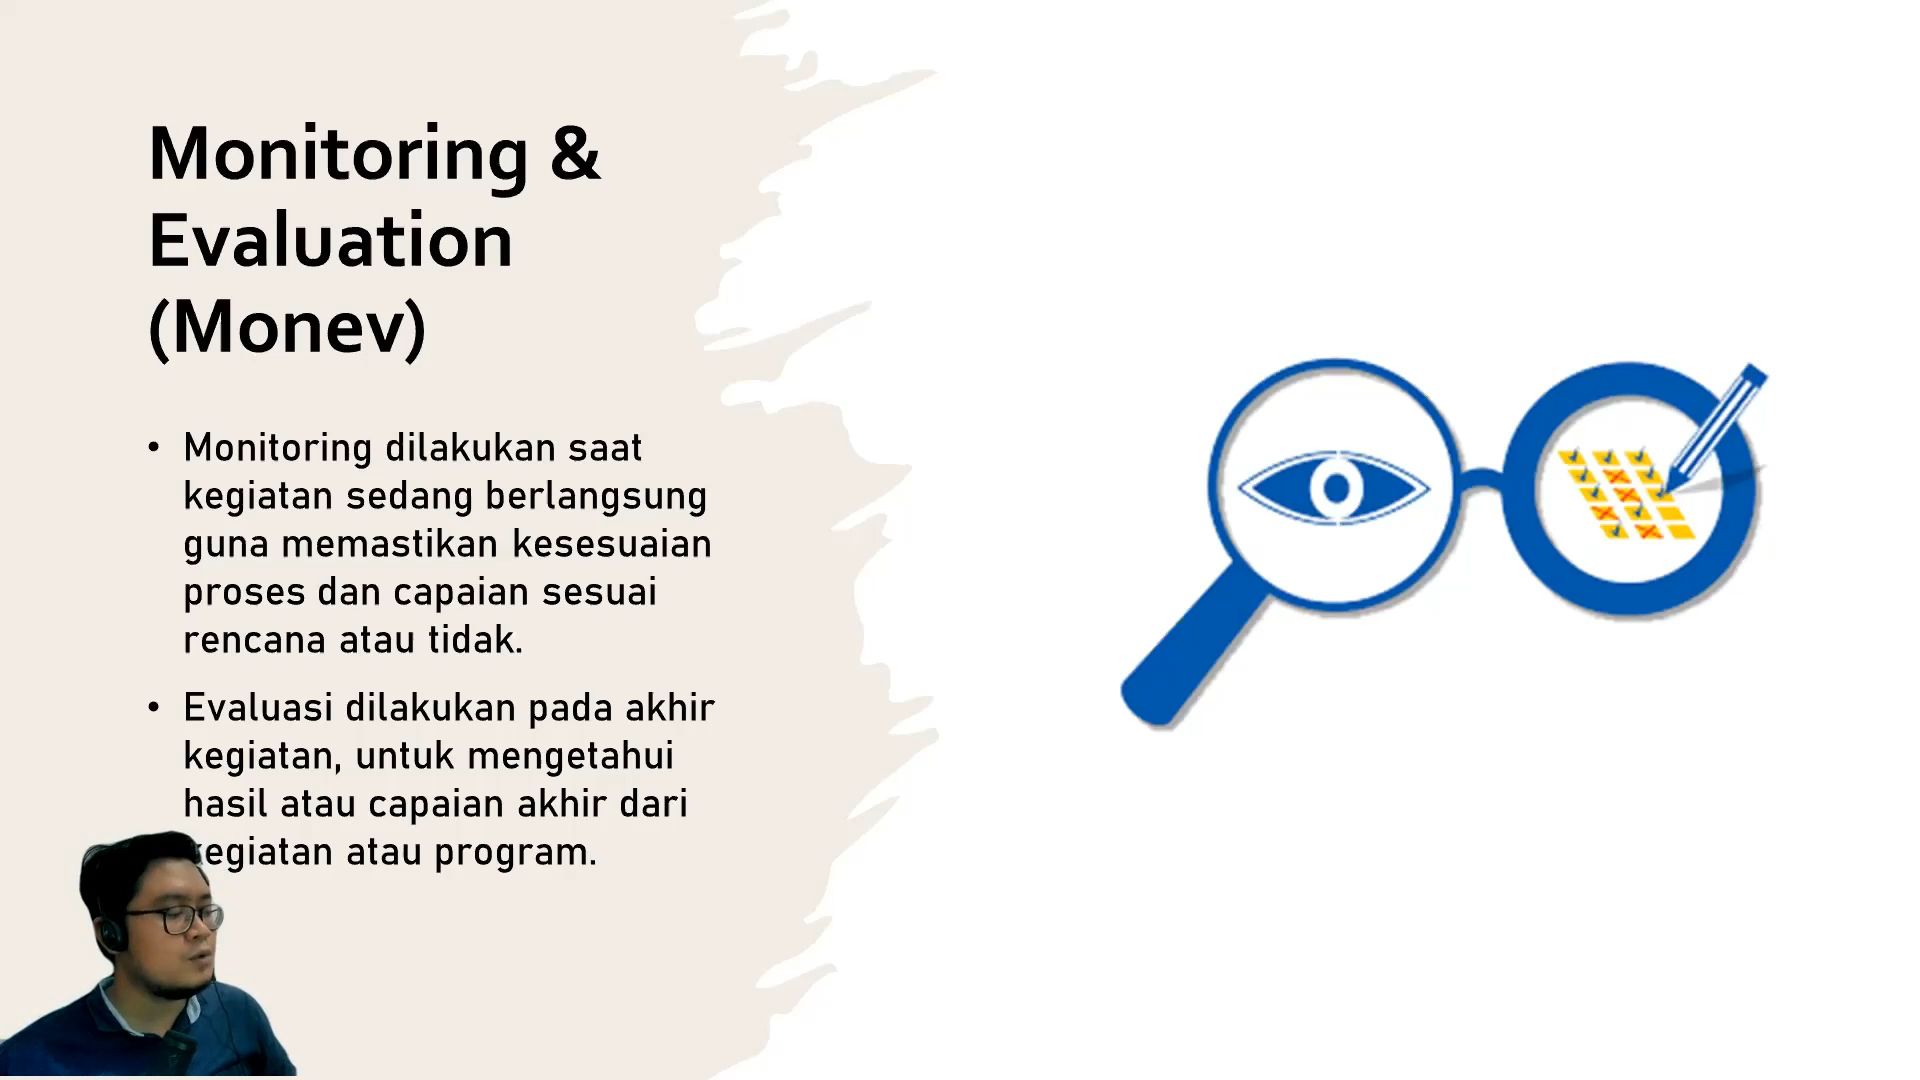 Monitoring &
Evaluation
(Monev)
• Monitoring dilakukan saat
kegiatan sedang berlangsung
guna memastikan kesesuaian
proses dan capaian sesuai
rencana atau tidak.
• Evaluasi dilakukan pada akhir
kegiatan, untuk mengetahui
hasil atau capaian akhir dari
kegiatan atau program.